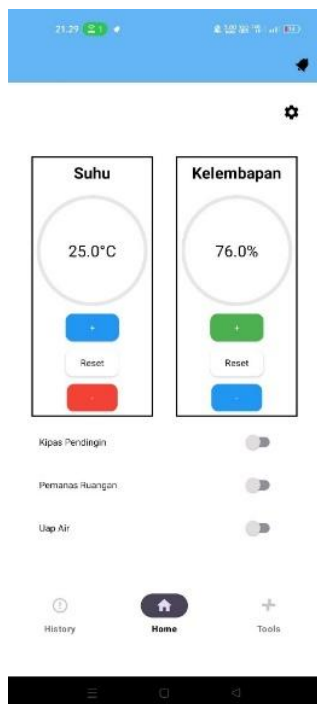 21.29
Suhu
Kelembapan
25.0°C
76.0%
+
+
Reset
Reset
-
-
Kipas Pendingin
Pemanas Ruangan
Uap Air
History
Home
Tools